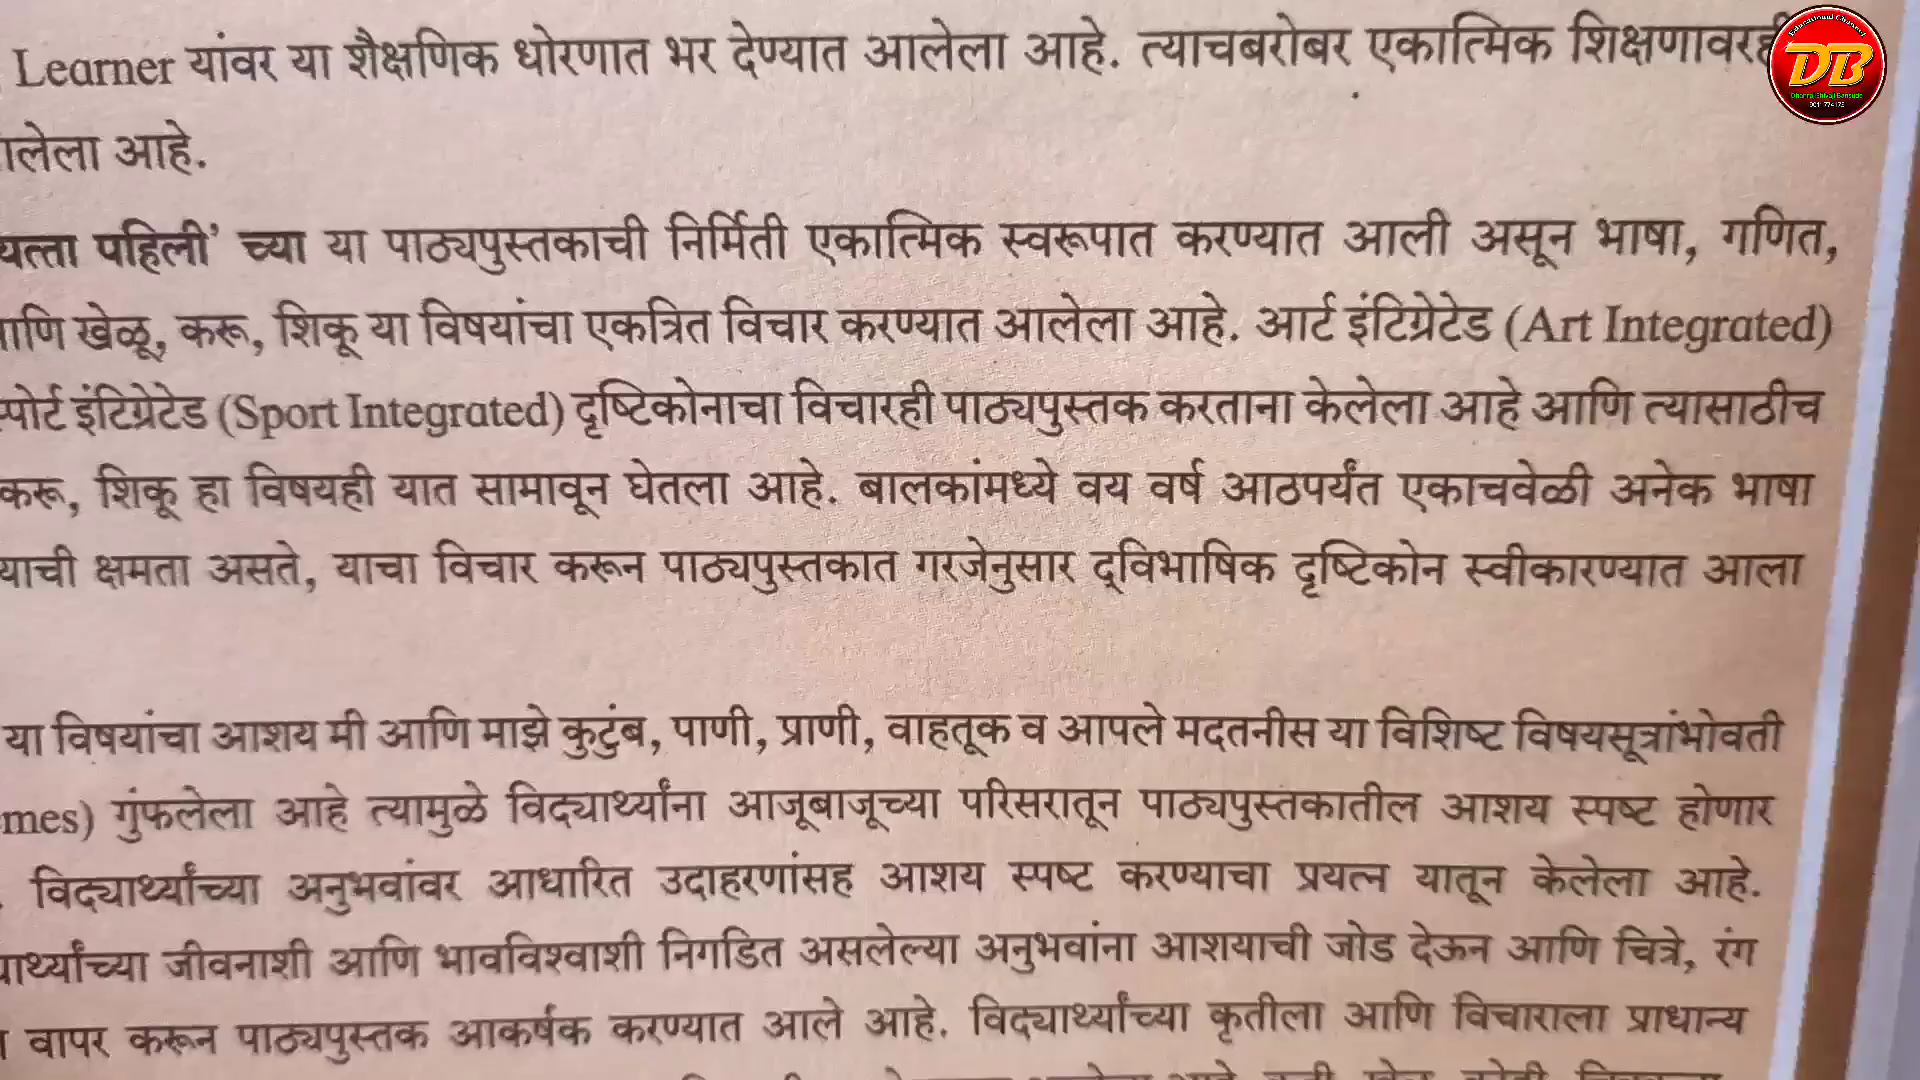 Learner यांवर या शैक्षणिक धोरणात भर देण्यात आलेला आहे. त्याचबरोबर एकात्मिक शिक्षणावरही
आहे.
पहिली' च्या या पाठ्यपुस्तकाची निर्मिती एकात्मिक स्वरूपात करण्यात आली असून भाषा, गणित,
खेळू, करू, शिकू या विषयांचा एकत्रित विचार करण्यात आलेला आहे. आर्ट इंटिग्रेटेड (Art Integrated)
इंटिग्रेटेड (Sport Integrated) दृष्टिकोनाचा विचारही पाठ्यपुस्तक करताना केलेला आहे आणि त्यासाठीच
करू, शिकू हा विषयही यात सामावून घेतला आहे. बालकांमध्ये वय वर्ष आठपर्यंत एकाचवेळी अनेक भाषा
क्षमता असते, याचा विचार करून पाठ्यपुस्तकात गरजेनुसार द्विभाषिक दृष्टिकोन स्वीकारण्यात आला
या विषयांचा आशय मी आणि माझे कुटुंब, पाणी, प्राणी, वाहतूक व आपले मदतनीस या विशिष्ट विषयसूत्रांभोवती
mes) गुंफलेला आहे त्यामुळे विद्यार्थ्यांना आजूबाजूच्या परिसरातून पाठ्यपुस्तकातील आशय स्पष्ट होणार
विद्यार्थ्यांच्या अनुभवांवर आधारित उदाहरणांसह आशय स्पष्ट करण्याचा प्रयत्न यातून केलेला आहे.
जीवनाशी आणि भावविश्वाशी निगडित असलेल्या अनुभवांना आशयाची जोड देऊन आणि चित्रे, रंग
वापर करून पाठ्यपुस्तक आकर्षक करण्यात आले आहे. विद्यार्थ्यांच्या कृतीला आणि विचाराला प्राधान्य
DB